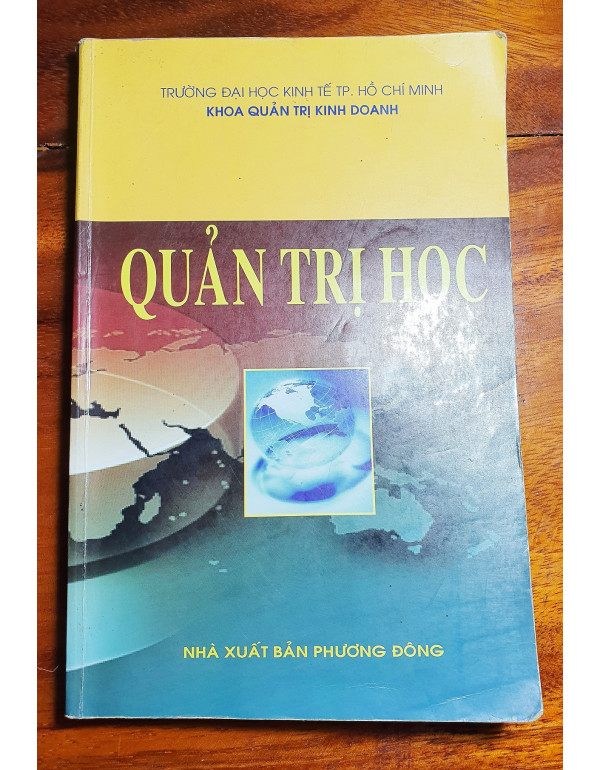 TRƯỜNG ĐẠI HỌC KINH TẾ TP. HỒ CHÍ MINH
KHOA QUẢN TRỊ KINH DOANH
QUẢN TRỊ HỌC
NHÀ XUẤT BẢN PHƯƠNG ĐÔNG